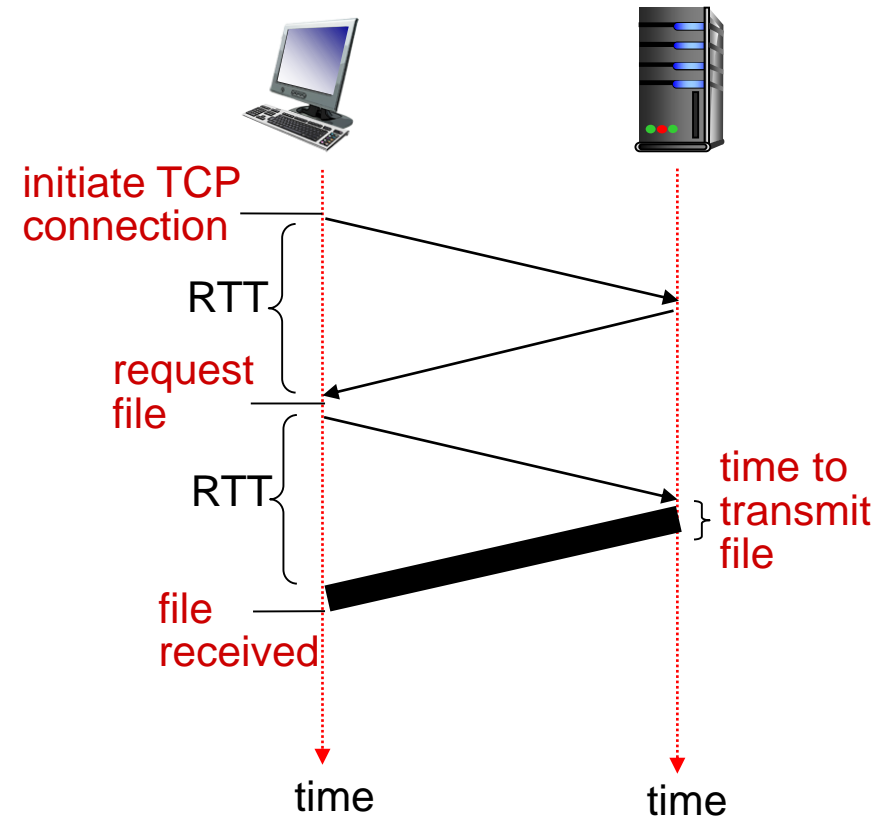 initiate TCP
connection
RTT
request
file
RTT
time to
transmit
file
file
received
time
time